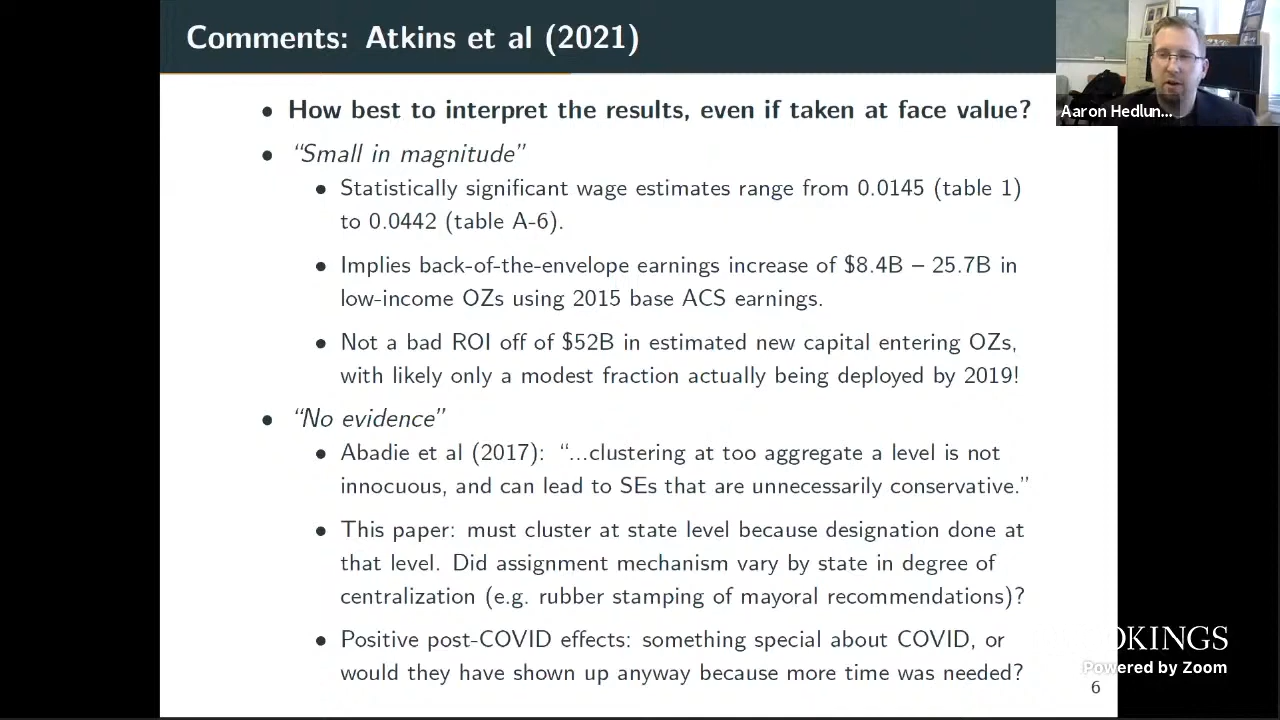 Comments: Atkins et al (2021)
Aaron Hedlun...
• How best to interpret the results, even if taken at face value?
• “Small in magnitude”
• Statistically significant wage estimates range from 0.0145 (table 1)
to 0.0442 (table A-6).
• Implies back-of-the-envelope earnings increase of $8.4B – 25.7B in
low-income OZs using 2015 base ACS earnings.
• Not a bad ROI off of $52B in estimated new capital entering OZs,
with likely only a modest fraction actually being deployed by 2019!
• “No evidence”
• Abadie et al (2017): “...clustering at too aggregate a level is not
innocuous, and can lead to SEs that are unnecessarily conservative.”
• This paper: must cluster at state level because designation done at
that level. Did assignment mechanism vary by state in degree of
centralization (e.g. rubber stamping of mayoral recommendations)?
• Positive post-COVID effects: something special about COVID, or
would they have shown up anyway because more time was needed?
OKINGS
Powered by Zoom
6